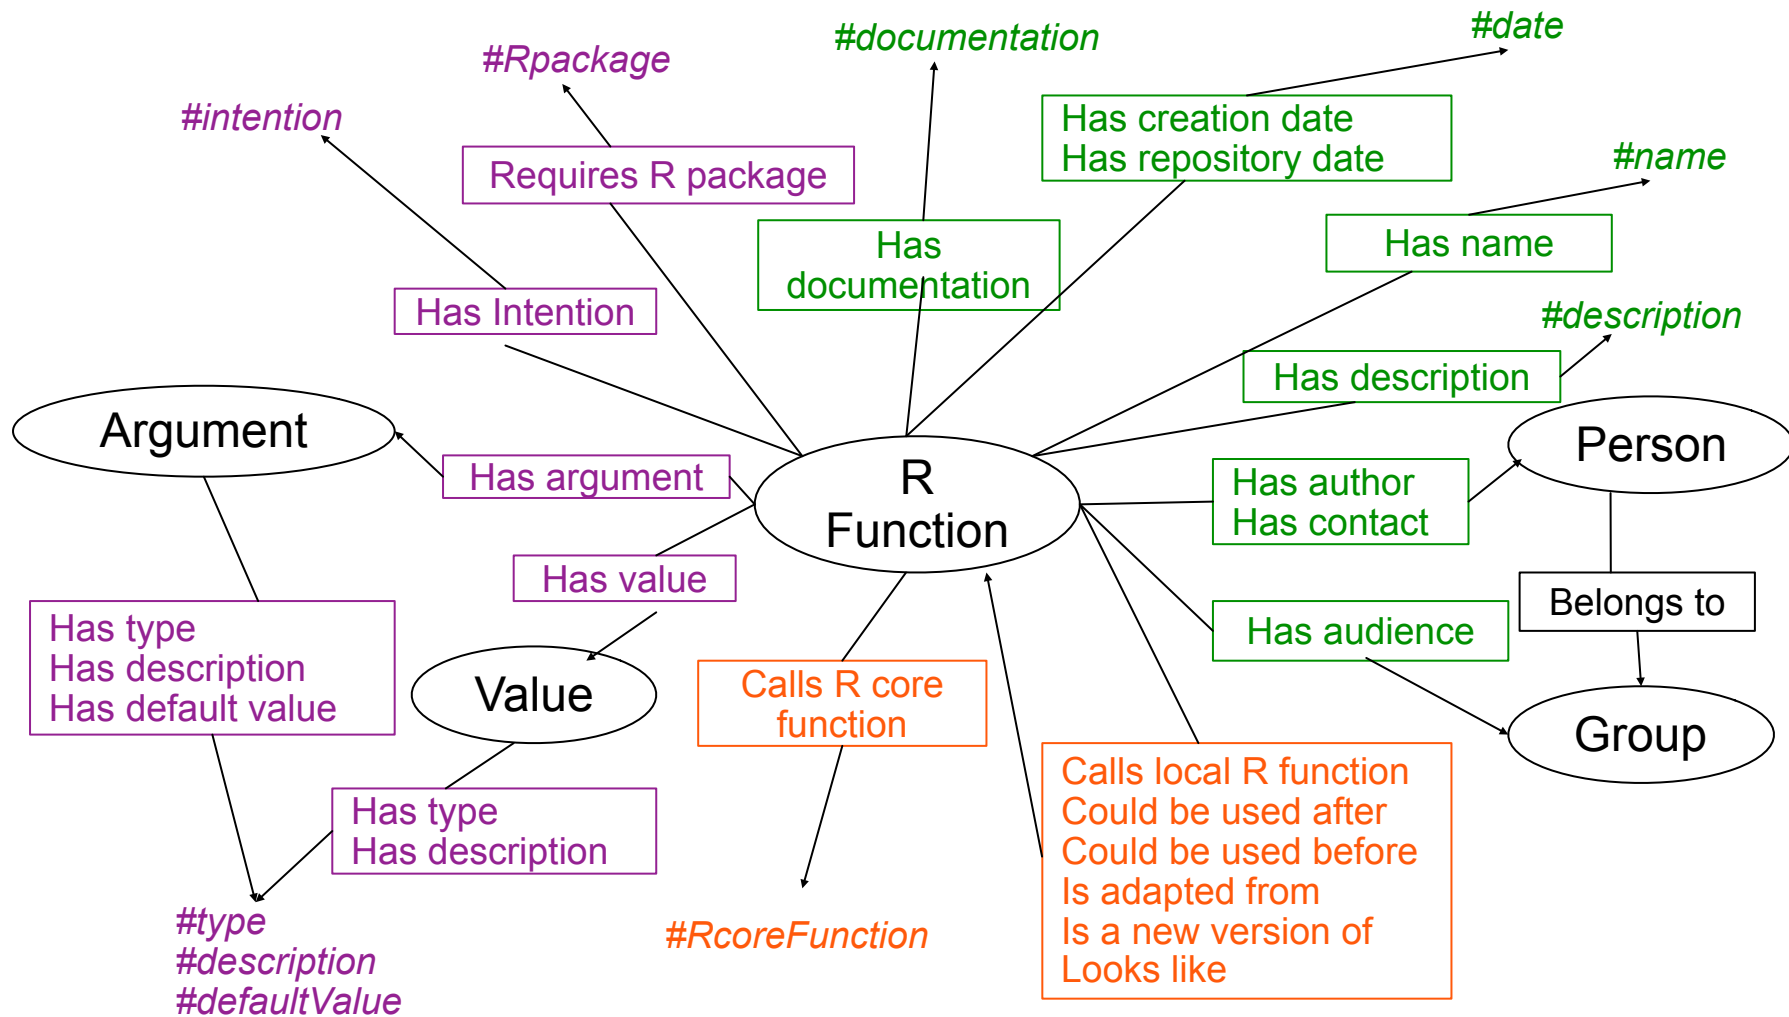 #date
#documentation
#Rpackage
#intention
Has creation date
Has repository date
#name
Requires R package
Has
documentation
Has name
Has Intention
#description
Has description
Argument
Person
Has argument
R
Function
Has author
Has contact
Has value
Belongs to
Has type
Has description
Has default value
Has audience
Value
Calls R core
function
Group
Calls local R function
Could be used after
Could be used before
Is adapted from
Is a new version of
Looks like
Has type
Has description
#type
#description
#defaultValue
#RcoreFunction